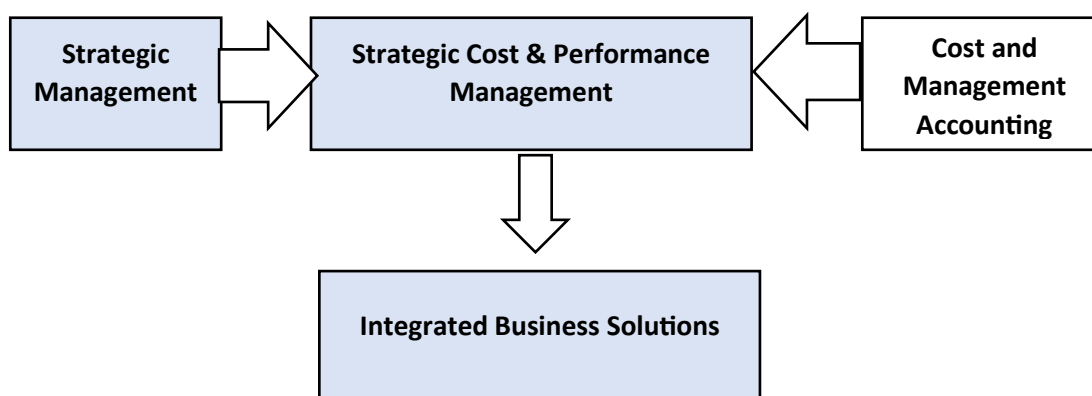 Strategic
Management
Strategic Cost & Performance
Management
Cost and
Management
Accounting
Integrated Business Solutions